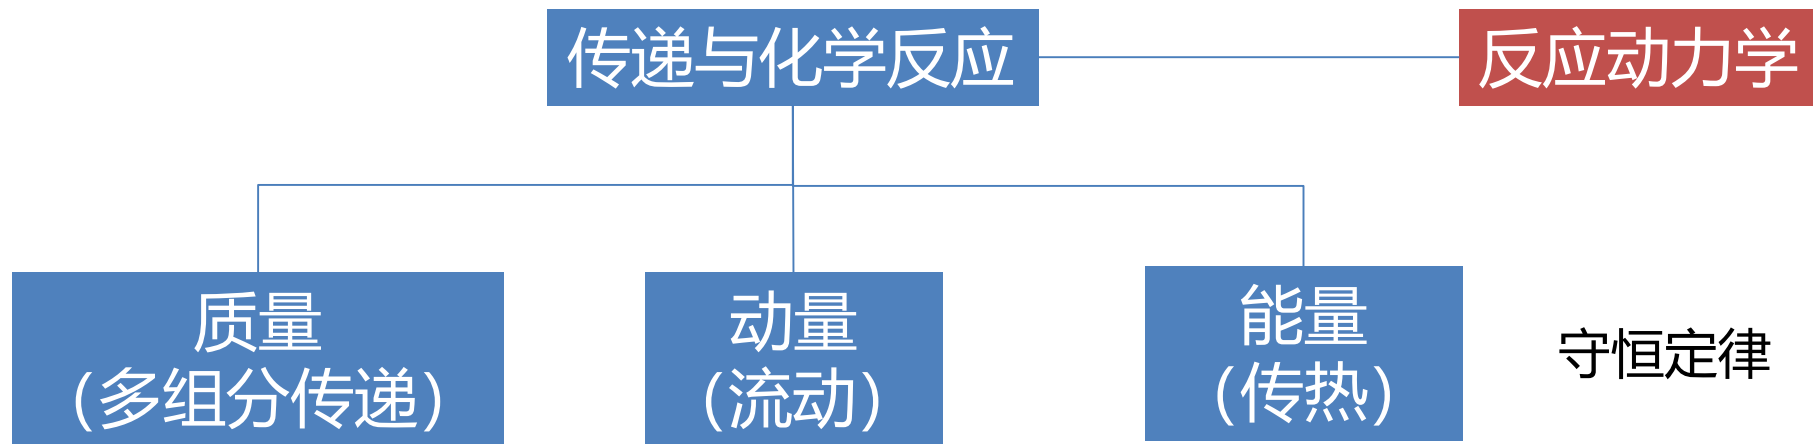 传递与化学反应
反应动力学
质量
(多组分传递)
动量
(流动)
能量
(传热)
守恒定律